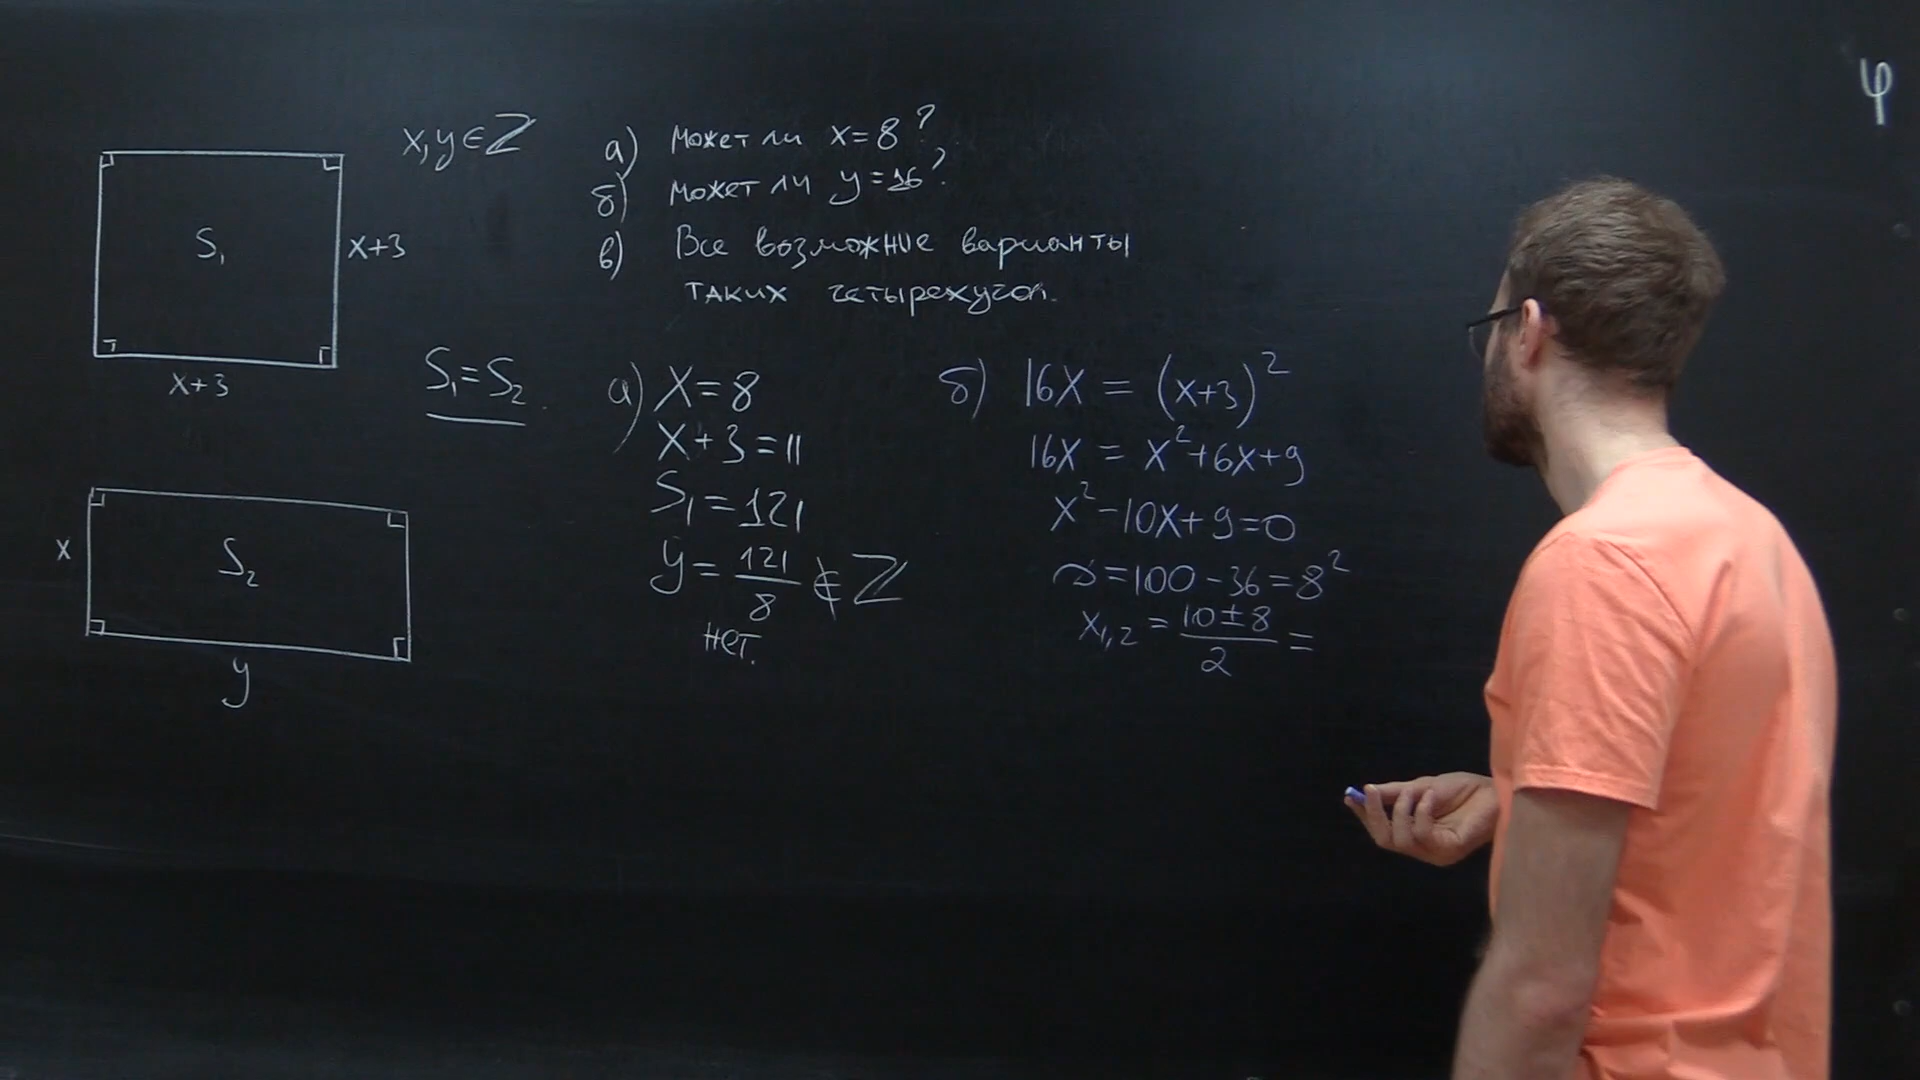 x, y ∈ Z
S₁
x+3
x+3
S₁=S₂
x
S₂
y
а) может ли x=8?
б) может ли y=16?
в) Все возможние варианты
таких четырехугол.
а) X=8
X+3=11
S₁=121
y=121/8 ∉ Z
нет.
б) 16X = (x+3)²
16X = X²+6X+9
X²-10X+9=0
D=100-36=8²
X₁,₂ = (10±8)/2 =
φ